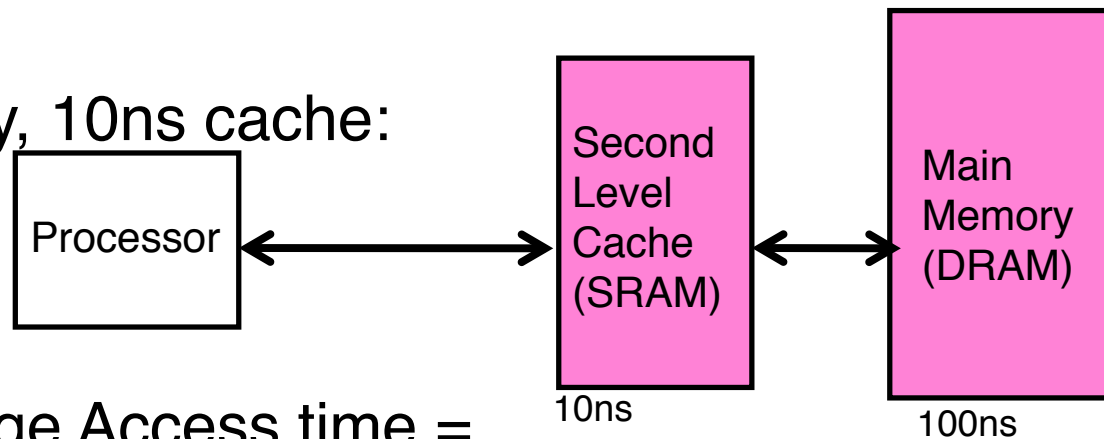 y, 10ns cache:
Processor
Second
Level
Cache
(SRAM)
Main
Memory
(DRAM)
10ns
100ns
ge Access time =